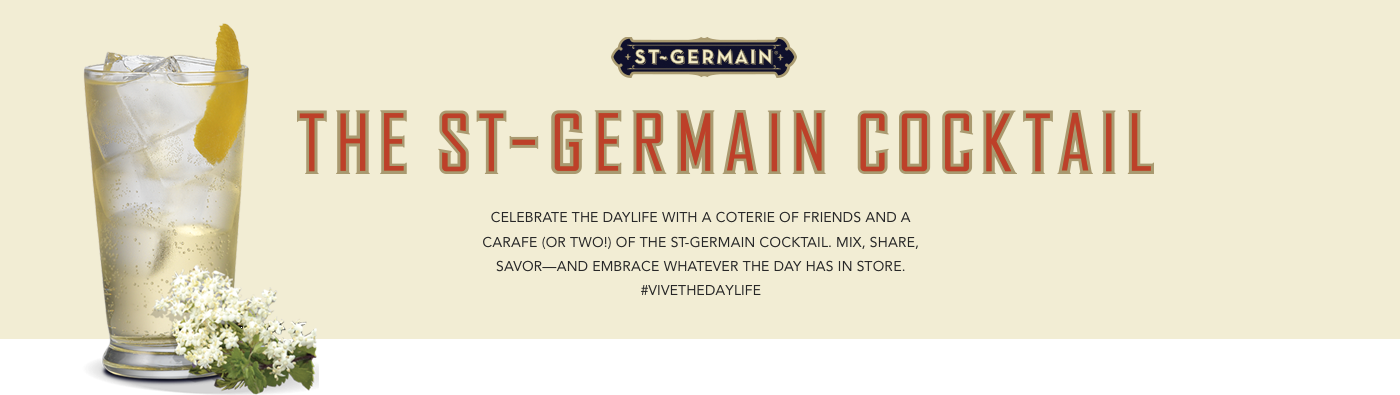 ST~GERMAIN
THE ST-GERMAIN COCKTAIL
CELEBRATE THE DAYLIFE WITH A COTERIE OF FRIENDS AND A
CARAFE (OR TWO!) OF THE ST-GERMAIN COCKTAIL. MIX, SHARE,
SAVOR—AND EMBRACE WHATEVER THE DAY HAS IN STORE.
#VIVETHEDAYLIFE